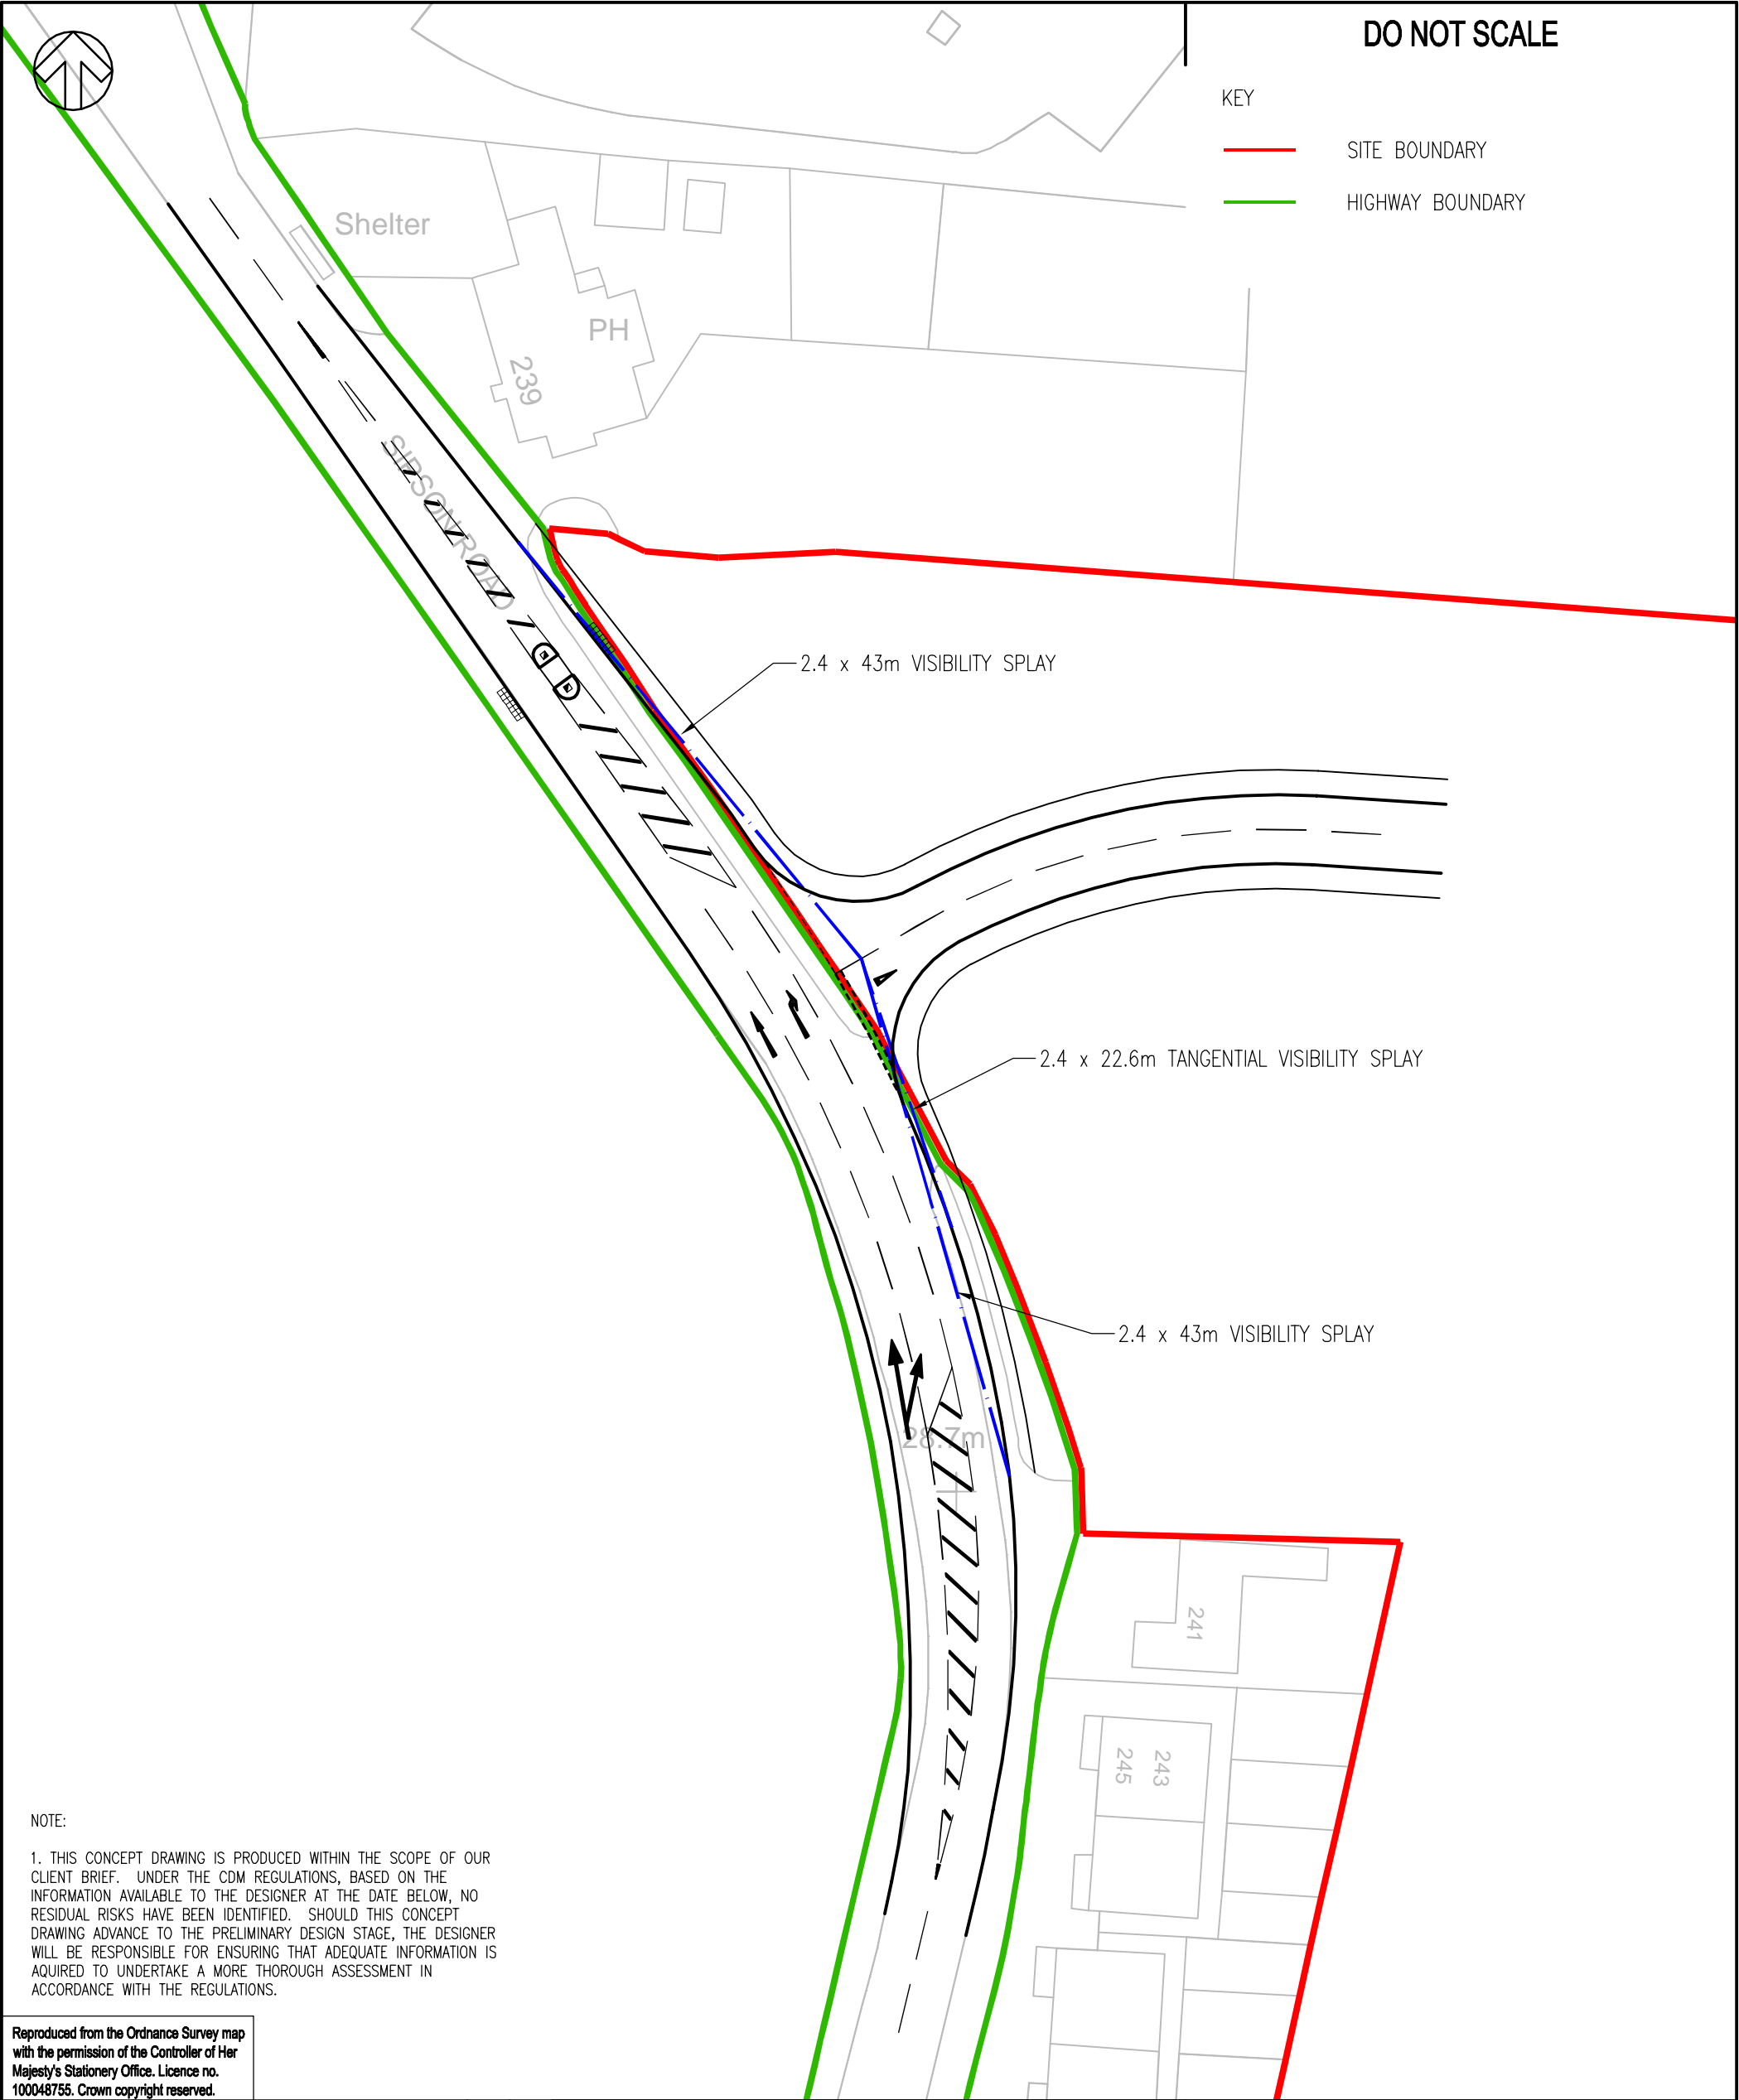 DO NOT SCALE
KEY
SITE BOUNDARY
HIGHWAY BOUNDARY
Shelter
PH
239
SIPSON ROAD
2.4 x 43m VISIBILITY SPLAY
2.4 x 22.6m TANGENTIAL VISIBILITY SPLAY
2.4 x 43m VISIBILITY SPLAY
28.7m
241
243
245
NOTE:
1. THIS CONCEPT DRAWING IS PRODUCED WITHIN THE SCOPE OF OUR
CLIENT BRIEF. UNDER THE CDM REGULATIONS, BASED ON THE
INFORMATION AVAILABLE TO THE DESIGNER AT THE DATE BELOW, NO
RESIDUAL RISKS HAVE BEEN IDENTIFIED. SHOULD THIS CONCEPT
DRAWING ADVANCE TO THE PRELIMINARY DESIGN STAGE, THE DESIGNER
WILL BE RESPONSIBLE FOR ENSURING THAT ADEQUATE INFORMATION IS
AQUIRED TO UNDERTAKE A MORE THOROUGH ASSESSMENT IN
ACCORDANCE WITH THE REGULATIONS.
Reproduced from the Ordnance Survey map
with the permission of the Controller of Her
Majesty's Stationery Office. Licence no.
100048755. Crown copyright reserved.